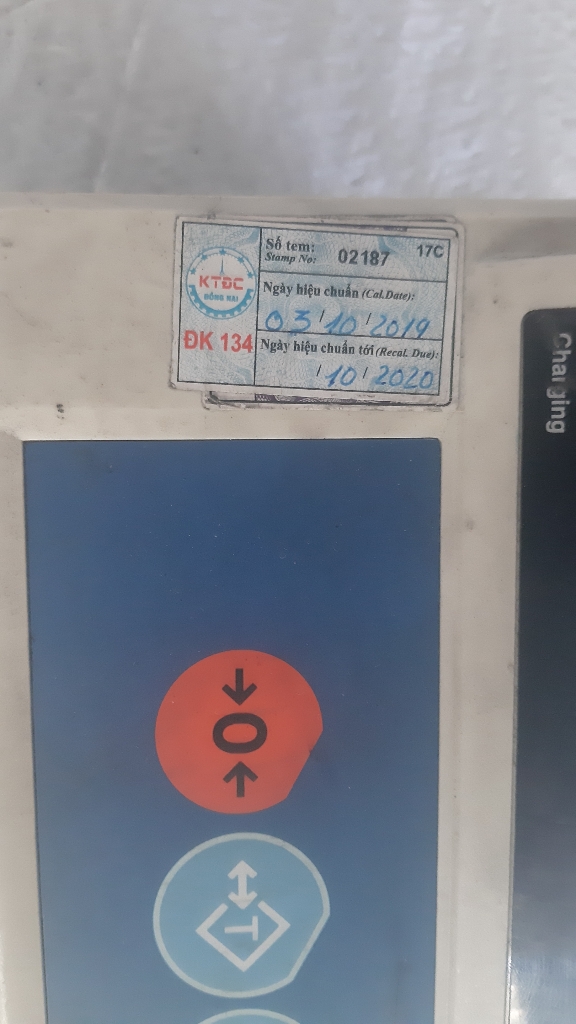 Số tem:
Stamp No:
02187
17C
KTĐC
ĐỒNG NAI
ĐK 134
Ngày hiệu chuẩn (Cal.Date):
03/10/2019
Ngày hiệu chuẩn tới (Recal. Due):
/10/2020
Charging
→0←
T